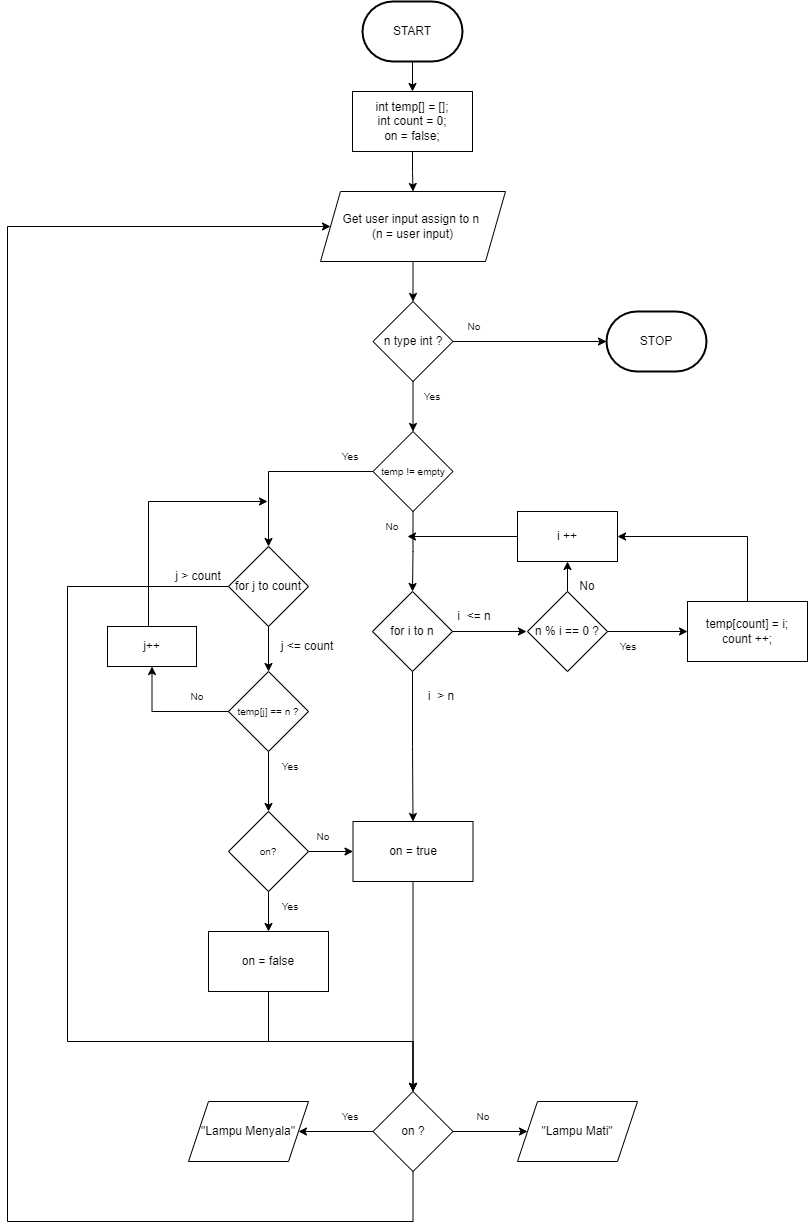 START
int temp[] = [];
int count = 0;
on = false;
Get user input assign to n
(n = user input)
n type int ?
No
STOP
Yes
Yes
temp != empty
No
i ++
j > count
for j to count
No
for i to n
i <= n
n % i == 0 ?
Yes
temp[count] = i;
count ++;
j++
j <= count
No
temp[j] == n ?
i > n
Yes
on?
No
on = true
Yes
on = false
"Lampu Menyala"
Yes
on ?
No
"Lampu Mati"